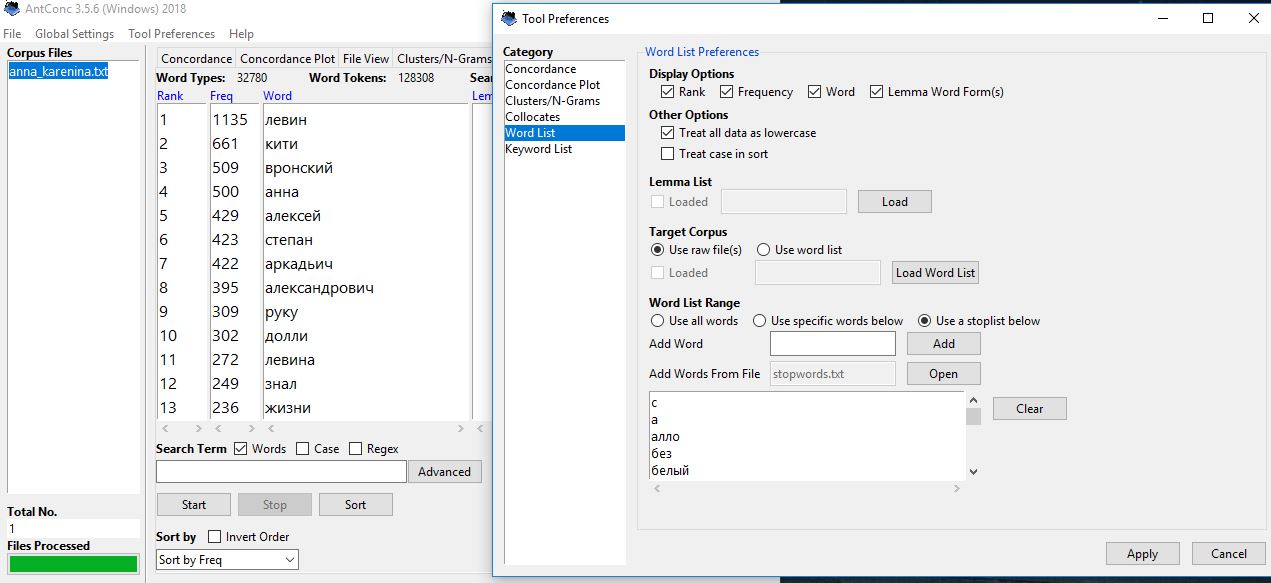 AntConc 3.5.6 (Windows) 2018
File Global Settings Tool Preferences Help
Corpus Files
anna_karenina.txt
Total No.
1
Files Processed
Concordance Concordance Plot File View Clusters/N-Grams
Word Types: 32780 Word Tokens: 128308 Sea
Rank Freq Word Lem
1 1135 левин
2 661 кити
3 509 вронский
4 500 анна
5 429 алексей
6 423 степан
7 422 аркадьич
8 395 александрович
9 309 руку
10 302 долли
11 272 левина
12 249 знал
13 236 жизни
Search Term Words Case Regex
Advanced
Start Stop Sort
Sort by Invert Order
Sort by Freq
Tool Preferences
Category
Concordance
Concordance Plot
Clusters/N-Grams
Collocates
Word List
Keyword List
Word List Preferences
Display Options
Rank Frequency Word Lemma Word Form(s)
Other Options
Treat all data as lowercase
Treat case in sort
Lemma List
Loaded Load
Target Corpus
Use raw file(s) Use word list
Loaded Load Word List
Word List Range
Use all words Use specific words below Use a stoplist below
Add Word Add
Add Words From File stopwords.txt Open
с
а
алло
без
белый
Clear
Apply Cancel